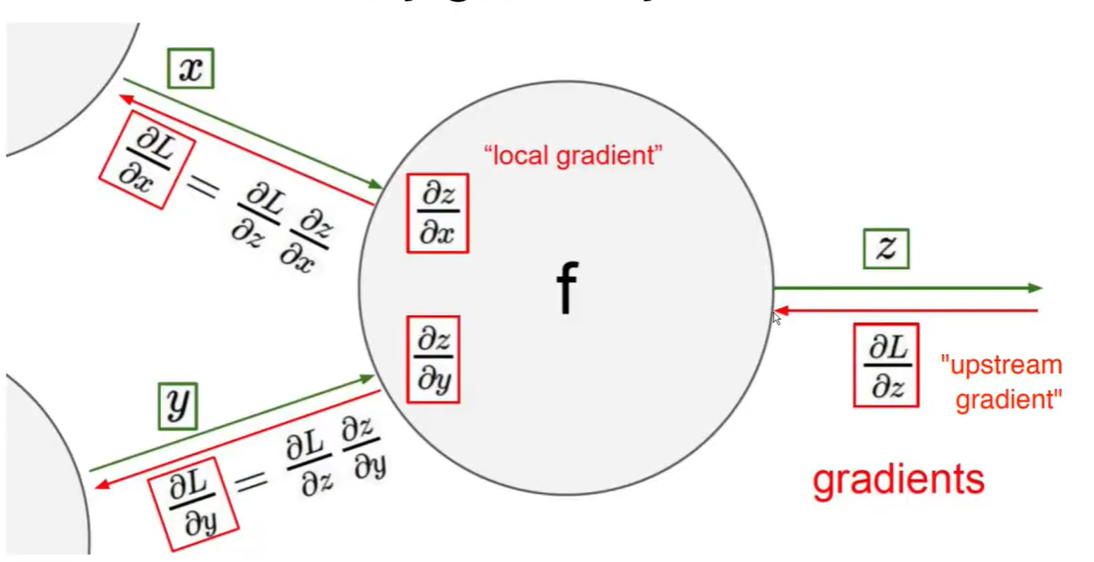 x
∂L/∂x = ∂L/∂z ∂z/∂x
“local gradient”
∂z/∂x
f
z
∂z/∂y
∂L/∂z
"upstream
gradient"
y
∂L/∂y = ∂L/∂z ∂z/∂y
gradients